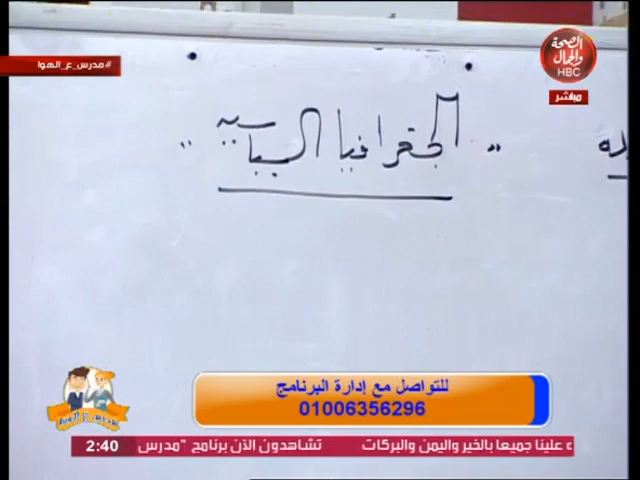 الصحة
والجمال
HBC
مباشر
#مدرس_ع_الهوا
" الجغرافيا السياسيه "
للتواصل مع إدارة البرنامج
01006356296
ء علينا جميعا بالخير واليمن والبركات تشاهدون الآن برنامج "مدرس
2:40